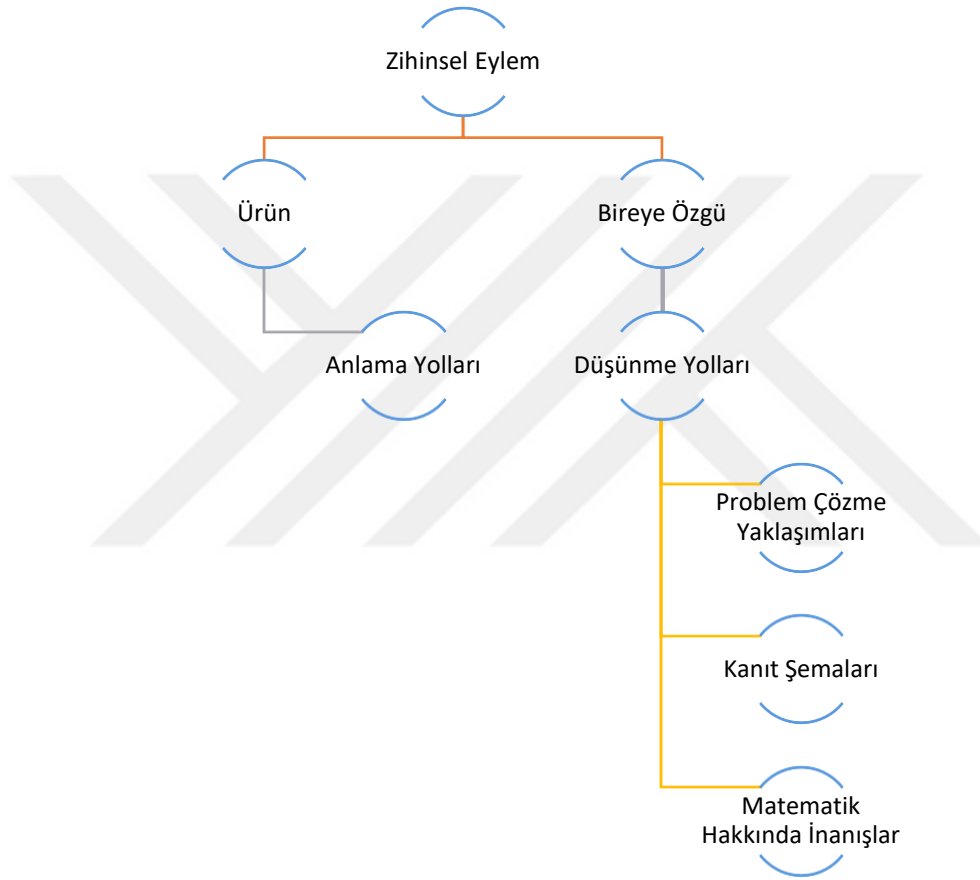 Zihinsel Eylem
Ürün
Bireye Özgü
Anlama Yolları
Düşünme Yolları
Problem Çözme
Yaklaşımları
Kanıt Şemaları
Matematik
Hakkında İnanışlar